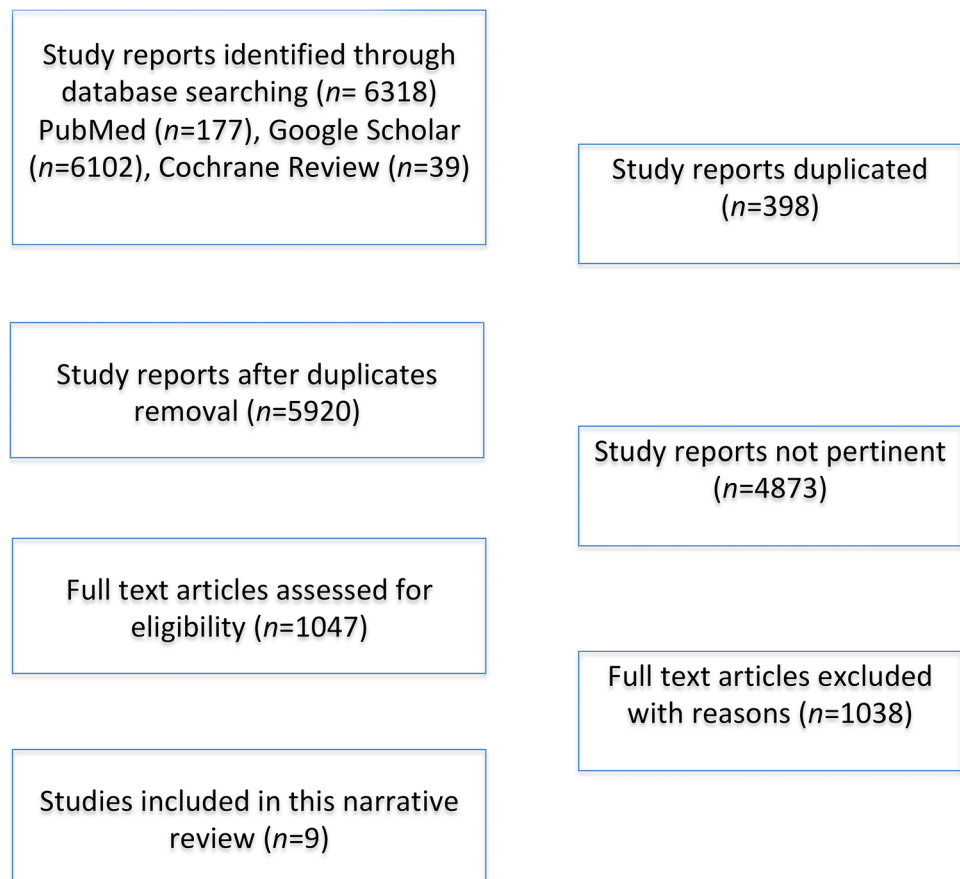 Study reports identified through
database searching (n= 6318)
PubMed (n=177), Google Scholar
(n=6102), Cochrane Review (n=39)
Study reports duplicated
(n=398)
Study reports after duplicates
removal (n=5920)
Study reports not pertinent
(n=4873)
Full text articles assessed for
eligibility (n=1047)
Full text articles excluded
with reasons (n=1038)
Studies included in this narrative
review (n=9)